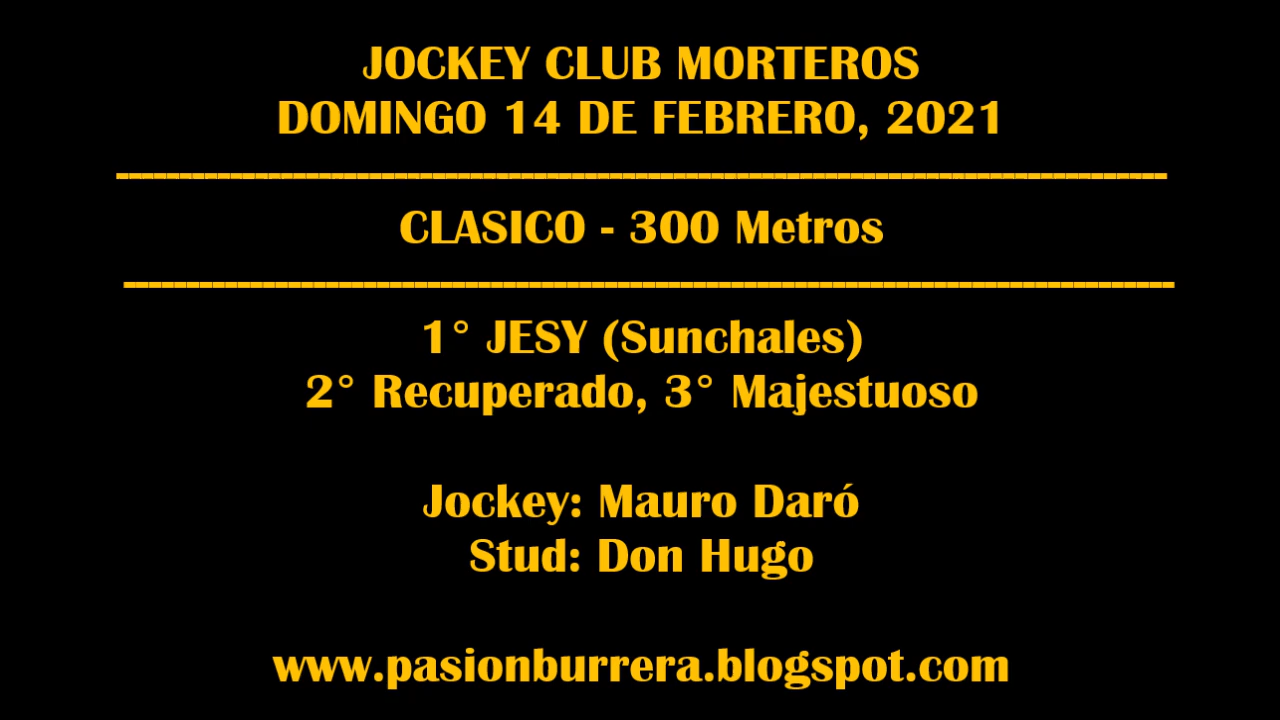 JOCKEY CLUB MORTEROS
DOMINGO 14 DE FEBRERO, 2021
CLASICO - 300 Metros
1° JESY (Sunchales)
2° Recuperado, 3° Majestuoso
Jockey: Mauro Daró
Stud: Don Hugo
www.pasionburrera.blogspot.com